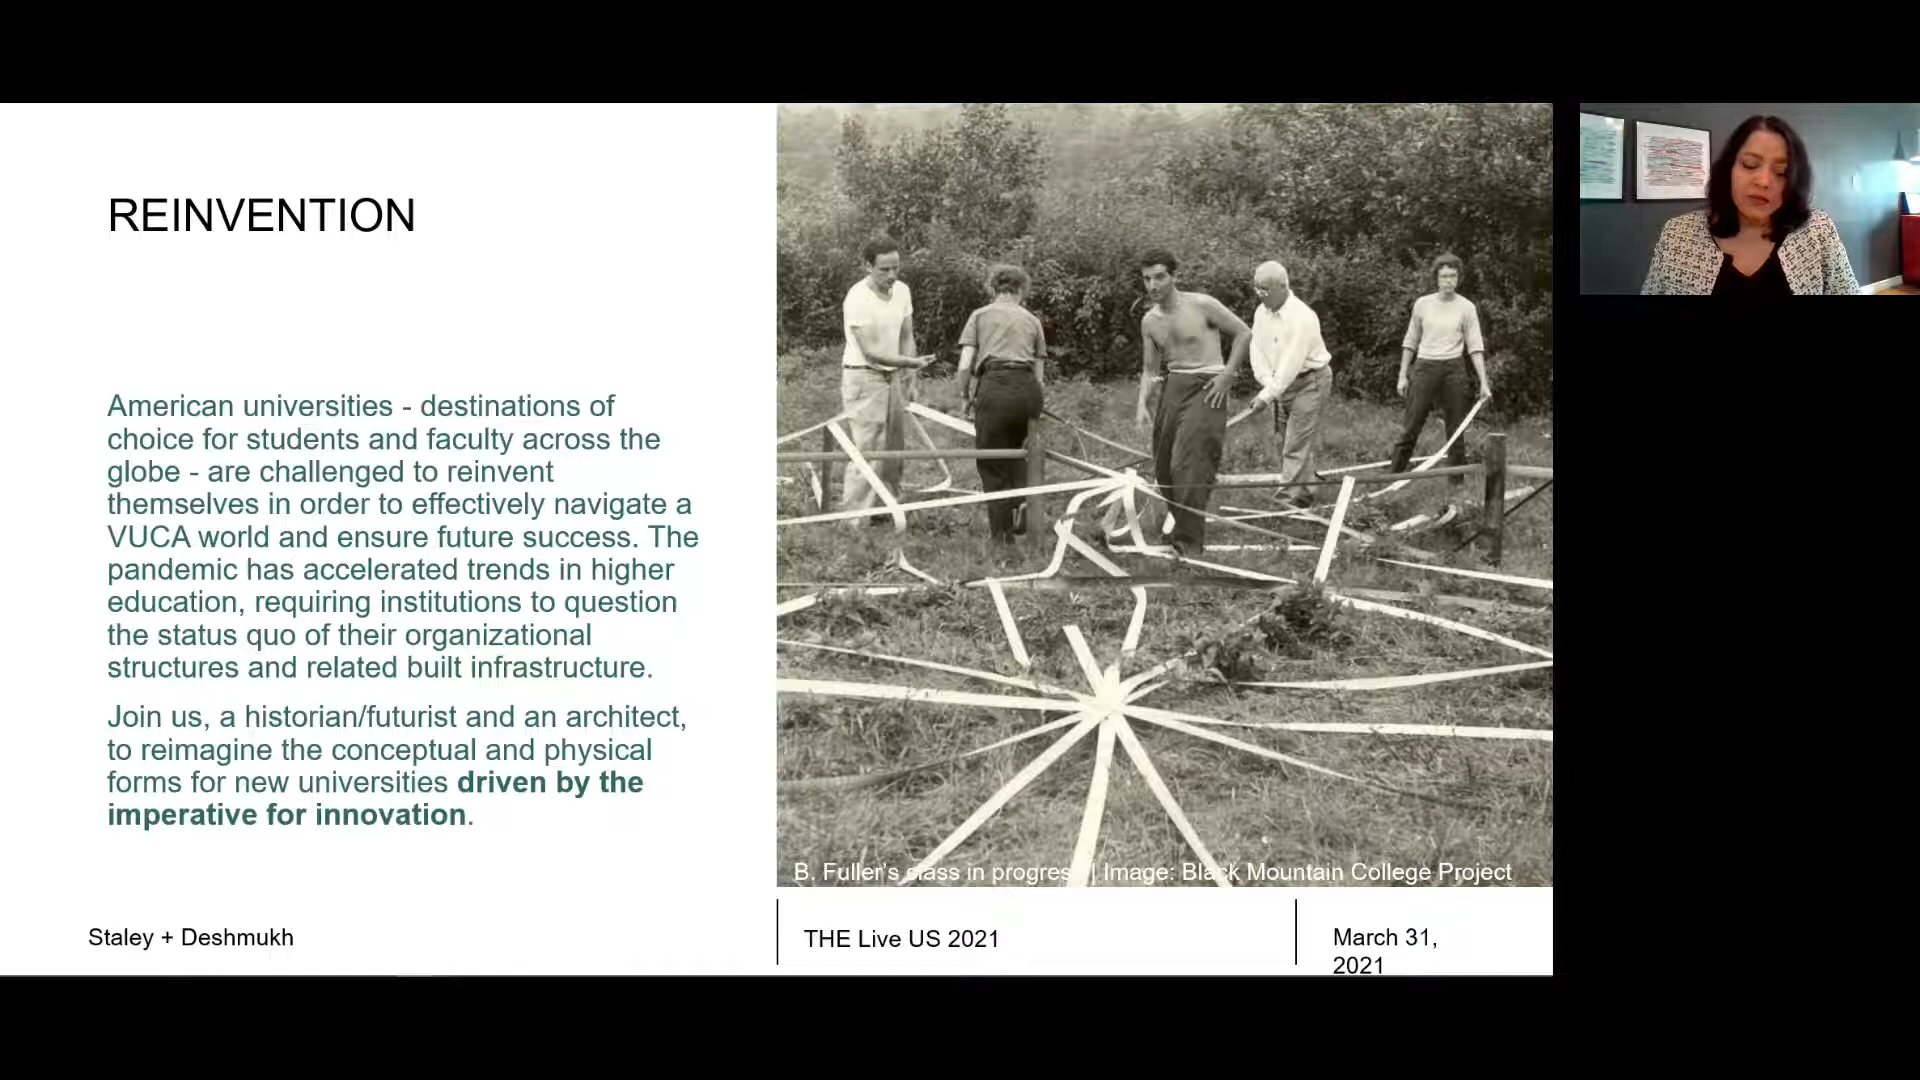 REINVENTION
American universities - destinations of
choice for students and faculty across the
globe - are challenged to reinvent
themselves in order to effectively navigate a
VUCA world and ensure future success. The
pandemic has accelerated trends in higher
education, requiring institutions to question
the status quo of their organizational
structures and related built infrastructure.
Join us, a historian/futurist and an architect,
to reimagine the conceptual and physical
forms for new universities driven by the
imperative for innovation.
B. Fuller's class in progress | Image: Black Mountain College Project
Staley + Deshmukh
THE Live US 2021
March 31,
2021